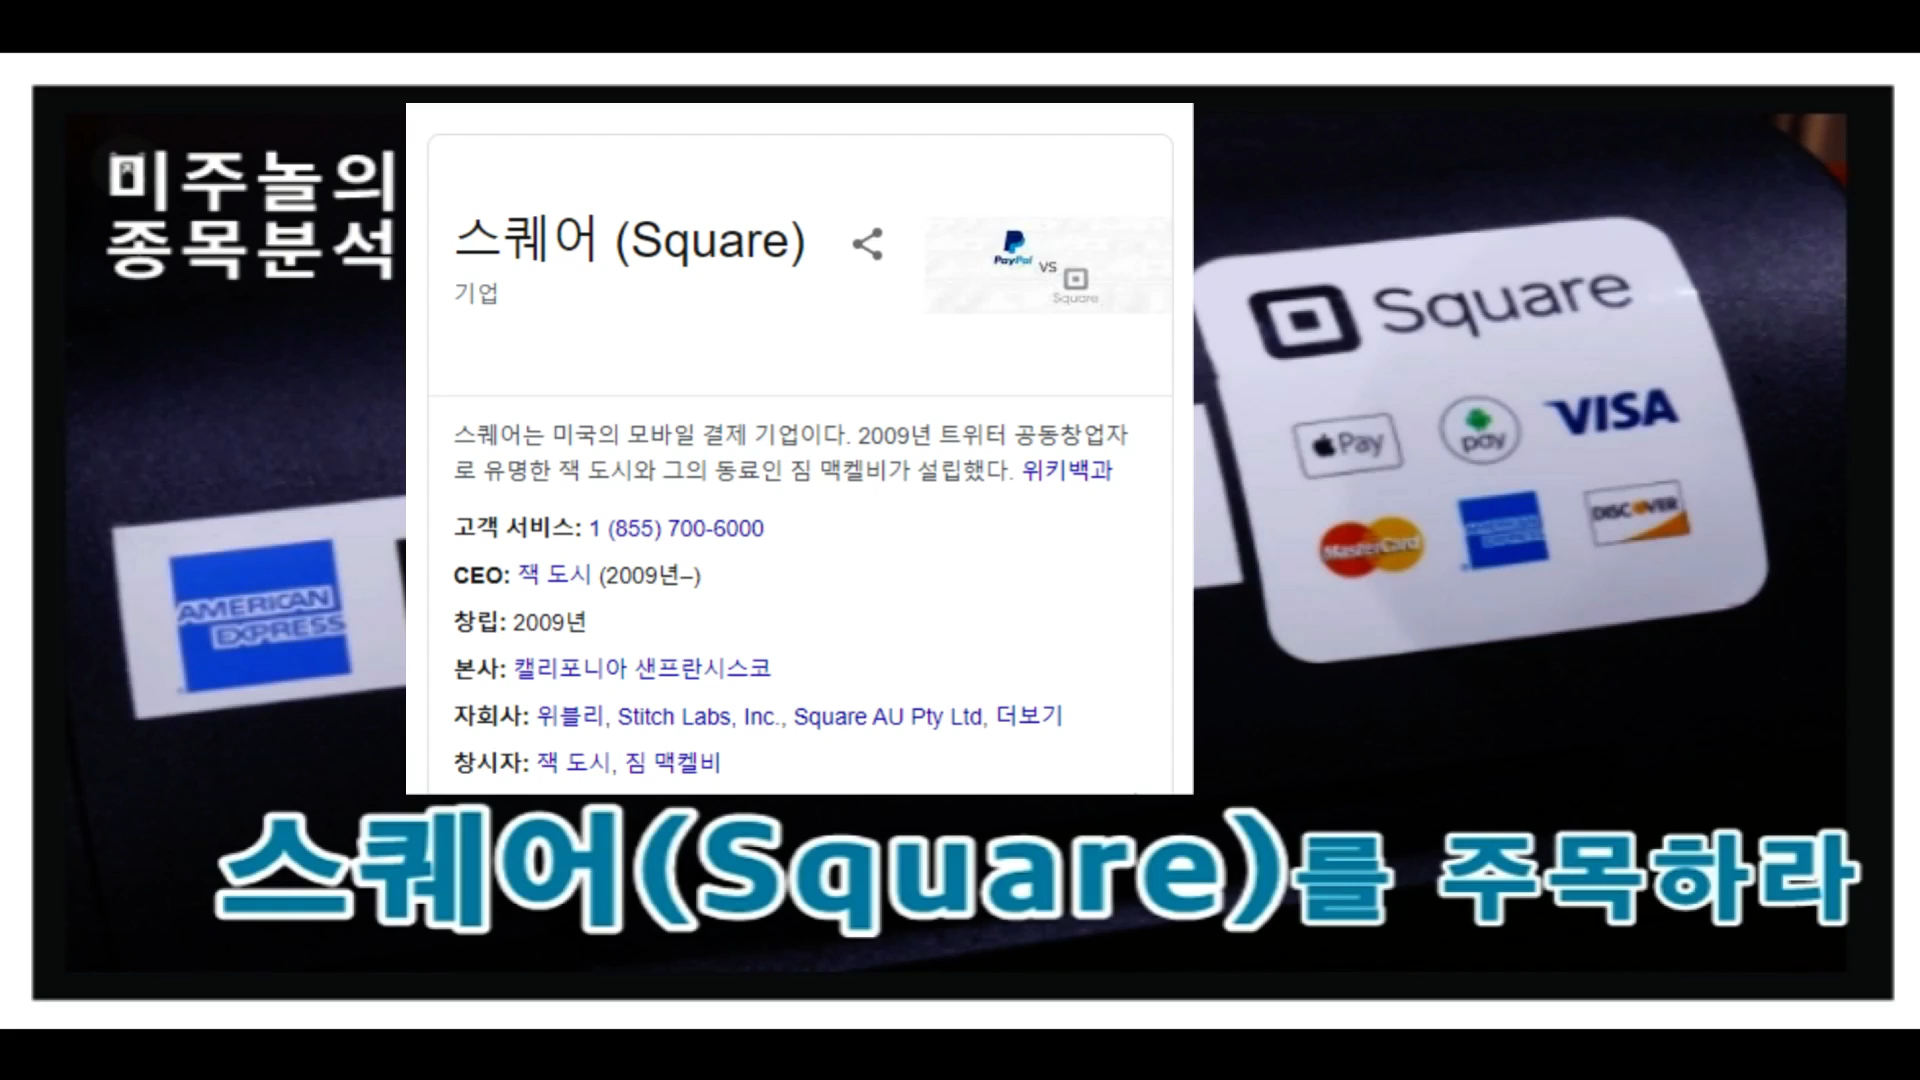 미주놀의
종목분석
스퀘어 (Square)
기업
PayPal
vs
Square
스퀘어는 미국의 모바일 결제 기업이다. 2009년 트위터 공동창업자
로 유명한 잭 도시와 그의 동료인 짐 맥켈비가 설립했다. 위키백과
고객 서비스: 1 (855) 700-6000
CEO: 잭 도시 (2009년–)
창립: 2009년
본사: 캘리포니아 샌프란시스코
자회사: 위블리, Stitch Labs, Inc., Square AU Pty Ltd, 더보기
창시자: 잭 도시, 짐 맥켈비
AMERICAN
EXPRESS
Square
Pay
pay
VISA
MasterCard
AMERICAN
EXPRESS
DISCOVER
스퀘어(Square)를 주목하라